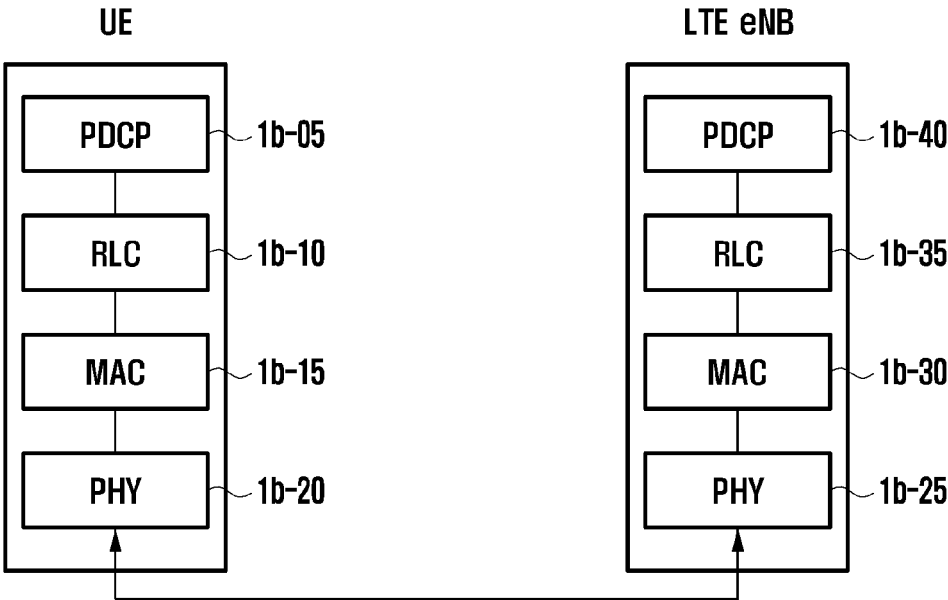 UE
LTE eNB
PDCP 1b-05
PDCP 1b-40
RLC 1b-10
RLC 1b-35
MAC 1b-15
MAC 1b-30
PHY 1b-20
PHY 1b-25